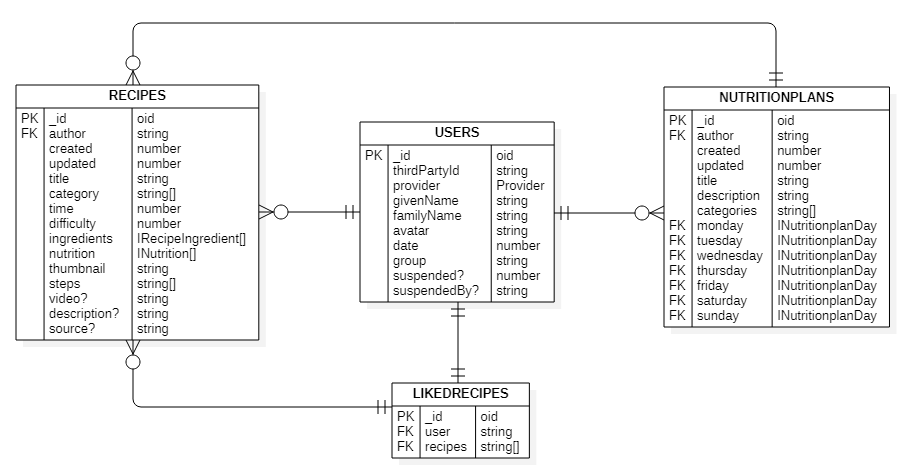 RECIPES
PK _id oid
FK author string
created number
updated number
title string
category string[]
time number
difficulty number
ingredients IRecipeIngredient[]
nutrition INutrition[]
thumbnail string
steps string[]
video? string
description? string
source? string
USERS
PK _id oid
thirdPartyId string
provider Provider
givenName string
familyName string
avatar string
date number
group string
suspended? number
suspendedBy? string
NUTRITIONPLANS
PK _id oid
FK author string
created number
updated number
title string
description string
categories string[]
FK monday INutritionplanDay
FK tuesday INutritionplanDay
FK wednesday INutritionplanDay
FK thursday INutritionplanDay
FK friday INutritionplanDay
FK saturday INutritionplanDay
FK sunday INutritionplanDay
LIKEDRECIPES
PK _id oid
FK user string
FK recipes string[]